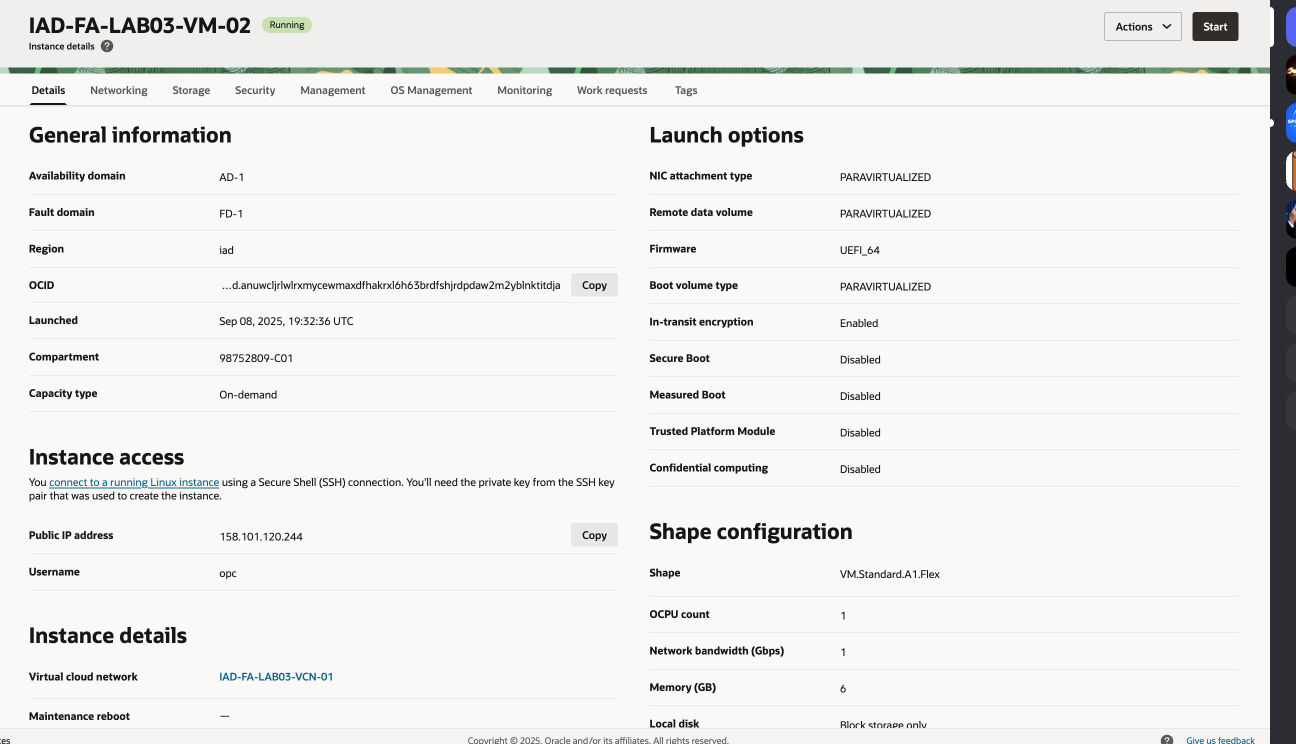 IAD-FA-LAB03-VM-02 Running
Actions Start
Instance details ?
Details Networking Storage Security Management OS Management Monitoring Work requests Tags
General information
Availability domain AD-1
Fault domain FD-1
Region iad
OCID ...d.anuwcljrlwlrxmycewmaxdfhakrxl6h63brdfshjrdpdaw2m2yblnktitdja Copy
Launched Sep 08, 2025, 19:32:36 UTC
Compartment 98752809-C01
Capacity type On-demand
Instance access
You connect to a running Linux instance using a Secure Shell (SSH) connection. You'll need the private key from the SSH key
pair that was used to create the instance.
Public IP address 158.101.120.244 Copy
Username opc
Instance details
Virtual cloud network IAD-FA-LAB03-VCN-01
Maintenance reboot —
Launch options
NIC attachment type PARAVIRTUALIZED
Remote data volume PARAVIRTUALIZED
Firmware UEFI_64
Boot volume type PARAVIRTUALIZED
In-transit encryption Enabled
Secure Boot Disabled
Measured Boot Disabled
Trusted Platform Module Disabled
Confidential computing Disabled
Shape configuration
Shape VM.Standard.A1.Flex
OCPU count 1
Network bandwidth (Gbps) 1
Memory (GB) 6
Local disk Block storage only
Copyright © 2025, Oracle and/or its affiliates. All rights reserved.
? Give us feedback